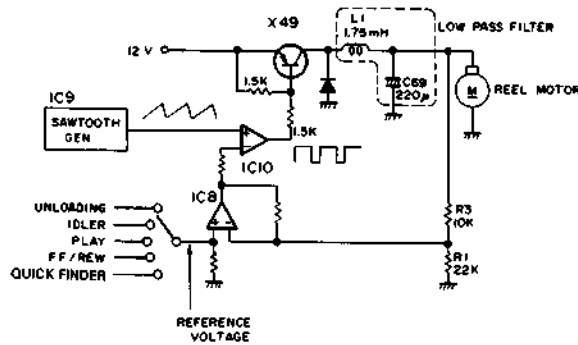 X49
L1
1.75mH
LOW PASS FILTER
12 V
C69
220μ
1.5K
M
REEL MOTOR
IC9
SAWTOOTH
GEN
1.5K
IC10
IC8
UNLOADING
IDLER
PLAY
FF/REW
QUICK FINDER
R3
10K
R1
22K
REFERENCE
VOLTAGE